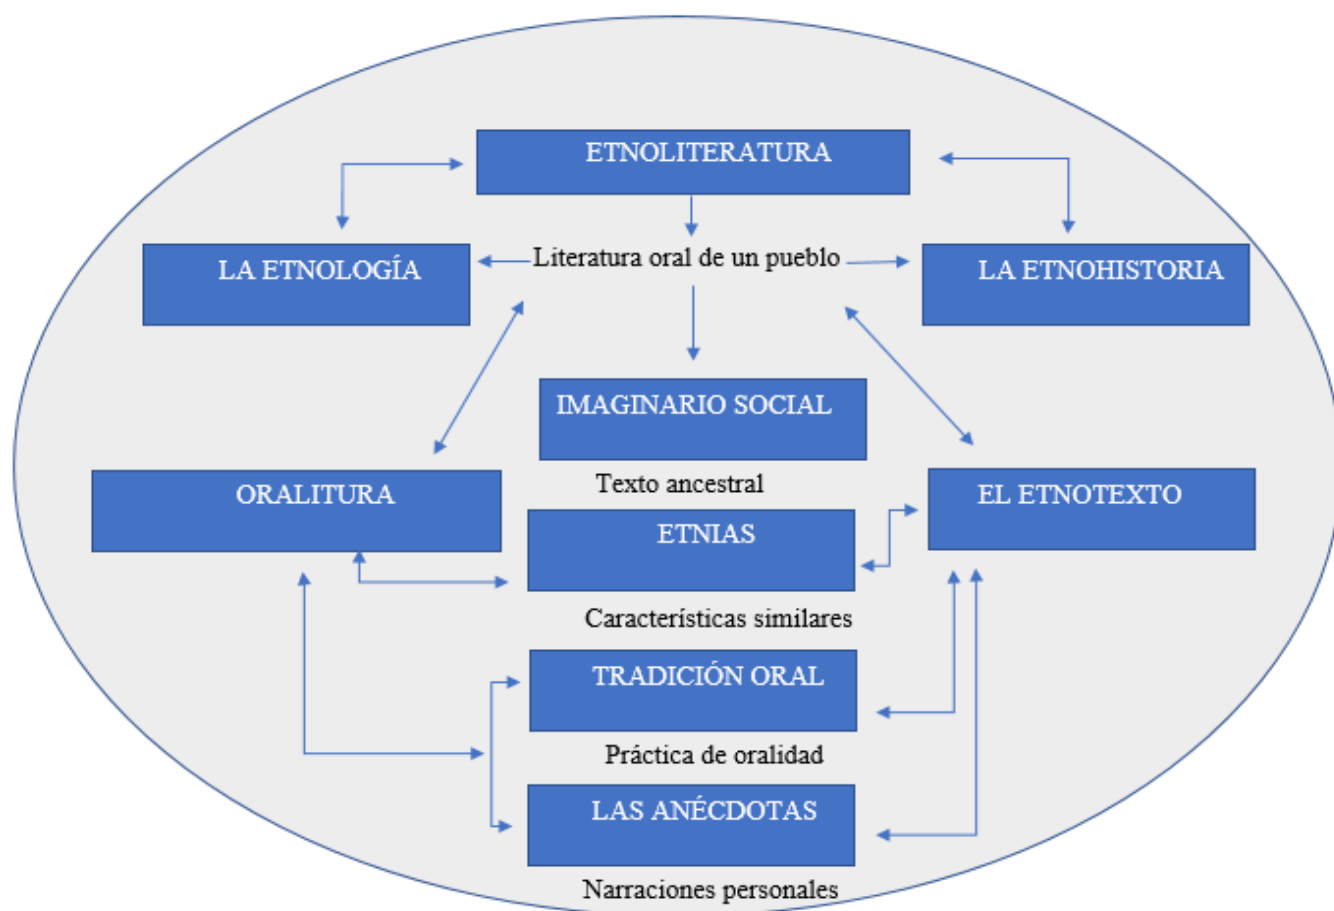 ETNOLITERATURA
LA ETNOLOGÍA
Literatura oral de un pueblo
LA ETNOHISTORIA
IMAGINARIO SOCIAL
Texto ancestral
ORALITURA
EL ETNOTEXTO
ETNIAS
Característícas similares
TRADICIÓN ORAL
Práctica de oralidad
LAS ANÉCDOTAS
Narraciones personales